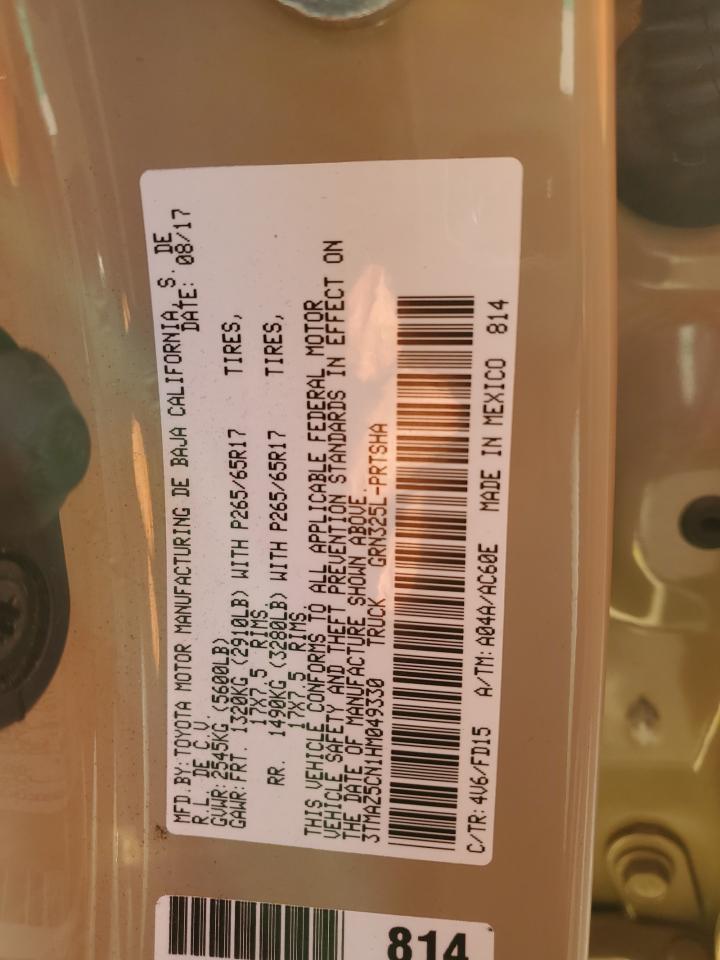 MFD.BY:TOYOTA MOTOR MANUFACTURING DE BAJA CALIFORNIA, S. DE
R.L. DE C.V. DATE: 08/17
GVWR:2545KG (5600LB)
GAWR:FRT. 1320KG (2910LB) WITH P265/65R17 TIRES,
17X7.5 RIMS
RR. 1490KG (3280LB) WITH P265/65R17 TIRES,
17X7.5 RIMS.
THIS VEHICLE CONFORMS TO ALL APPLICABLE FEDERAL MOTOR
VEHICLE SAFETY AND THEFT PREVENTION STANDARDS IN EFFECT ON
THE DATE OF MANUFACTURE SHOWN ABOVE.
3TMAZ5CN1HM049330 TRUCK GRN325L-PRTSHA
C/TR:4V6/FD15 A/TM:A04A/AC60E MADE IN MEXICO 814
814